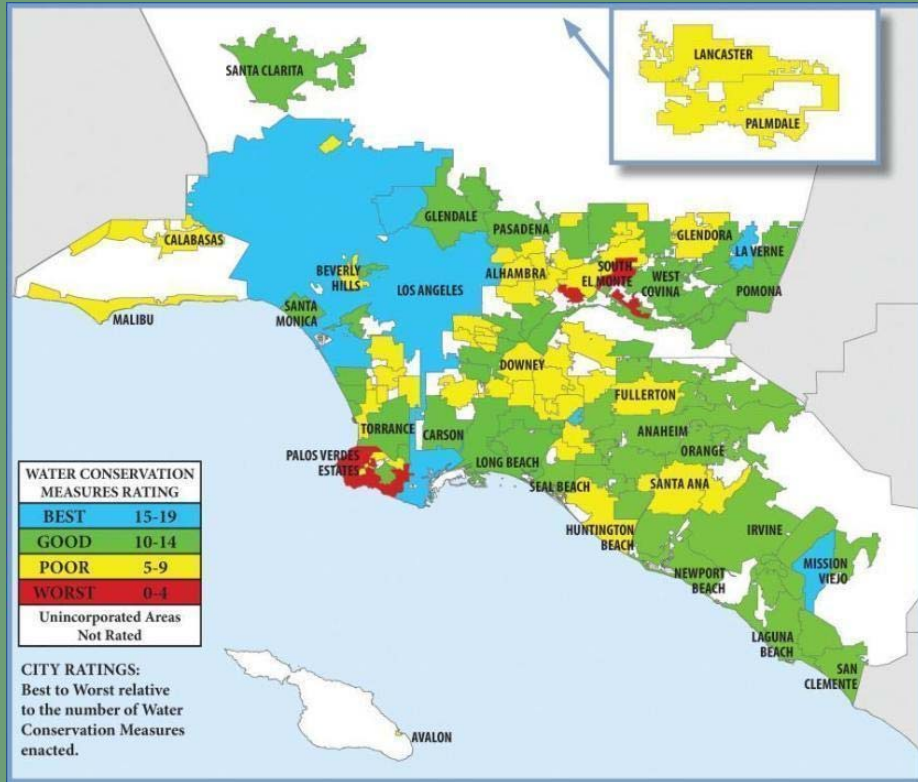 LANCASTER
PALMDALE
SANTA CLARITA
GLENDALE
PASADENA
GLENDORA
CALABASAS
LA VERNE
BEVERLY
HILLS
LOS ANGELES
ALHAMBRA
SOUTH
EL MONTE
WEST
COVINA
POMONA
MALIBU
SANTA
MONICA
DOWNEY
FULLERTON
TORRANCE
CARSON
ANAHEIM
ORANGE
PALOS VERDES
ESTATES
LONG BEACH
SEAL BEACH
SANTA ANA
HUNTINGTON
BEACH
IRVINE
MISSION
VIEJO
NEWPORT
BEACH
LAGUNA
BEACH
SAN
CLEMENTE
AVALON
WATER CONSERVATION
MEASURES RATING
BEST 15-19
GOOD 10-14
POOR 5-9
WORST 0-4
Unincorporated Areas
Not Rated
CITY RATINGS:
Best to Worst relative
to the number of Water
Conservation Measures
enacted.